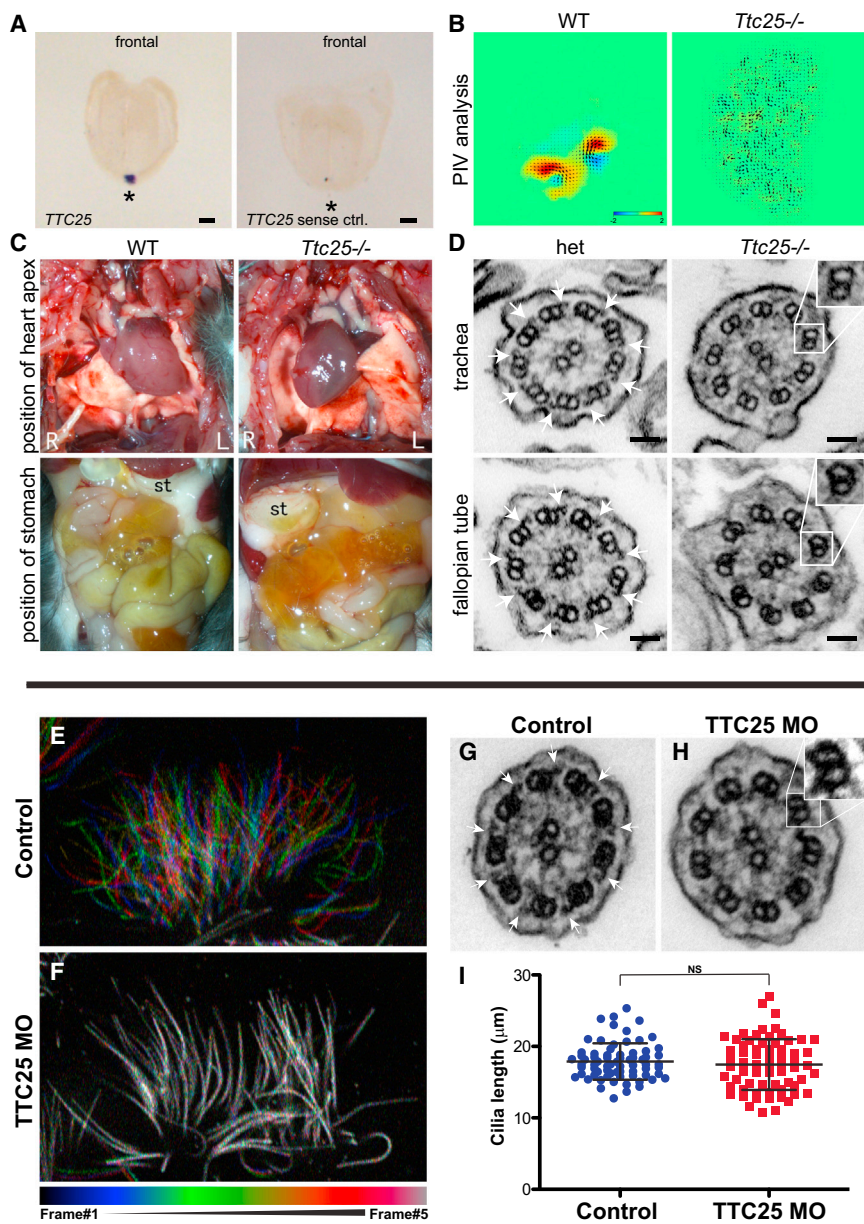 A
frontal
frontal
*
*
TTC25
TTC25 sense ctrl.
B
WT
Ttc25-/-
PIV analysis
-2
2
C
WT
Ttc25-/-
position of heart apex
R
L
R
L
position of stomach
st
st
D
het
Ttc25-/-
trachea
fallopian tube
E
Control
F
TTC25 MO
Frame#1
Frame#5
Control
TTC25 MO
G
H
I
NS
Cilia length (μm)
30
20
10
0
Control
TTC25 MO